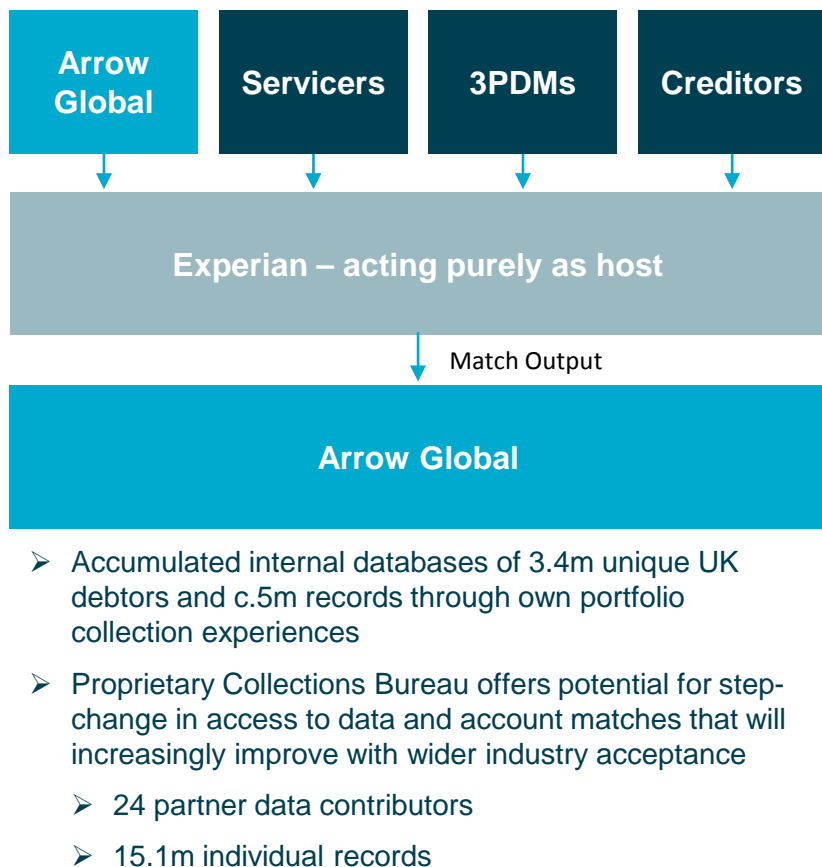 Arrow
Global
Servicers
3PDMs
Creditors
Experian – acting purely as host
Match Output
Arrow Global
➢ Accumulated internal databases of 3.4m unique UK
debtors and c.5m records through own portfolio
collection experiences
➢ Proprietary Collections Bureau offers potential for step-
change in access to data and account matches that will
increasingly improve with wider industry acceptance
➢ 24 partner data contributors
➢ 15.1m individual records